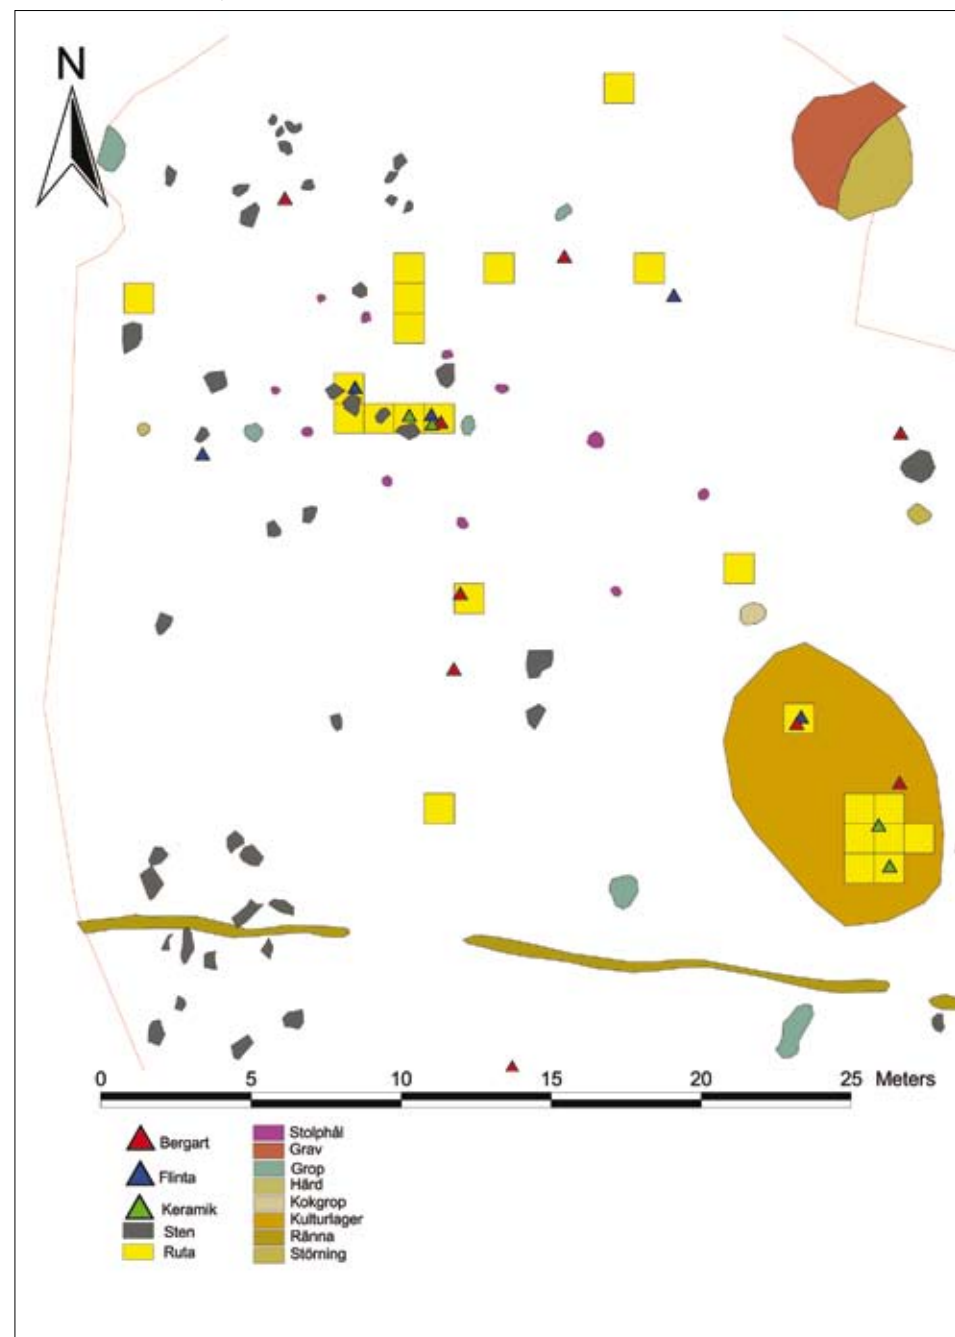 N
0 5 10 15 20 25 Meters
Bergart
Flinta
Keramik
Sten
Ruta
Stolphål
Grav
Grop
Härd
Kokgrop
Kulturlager
Ränna
Störning